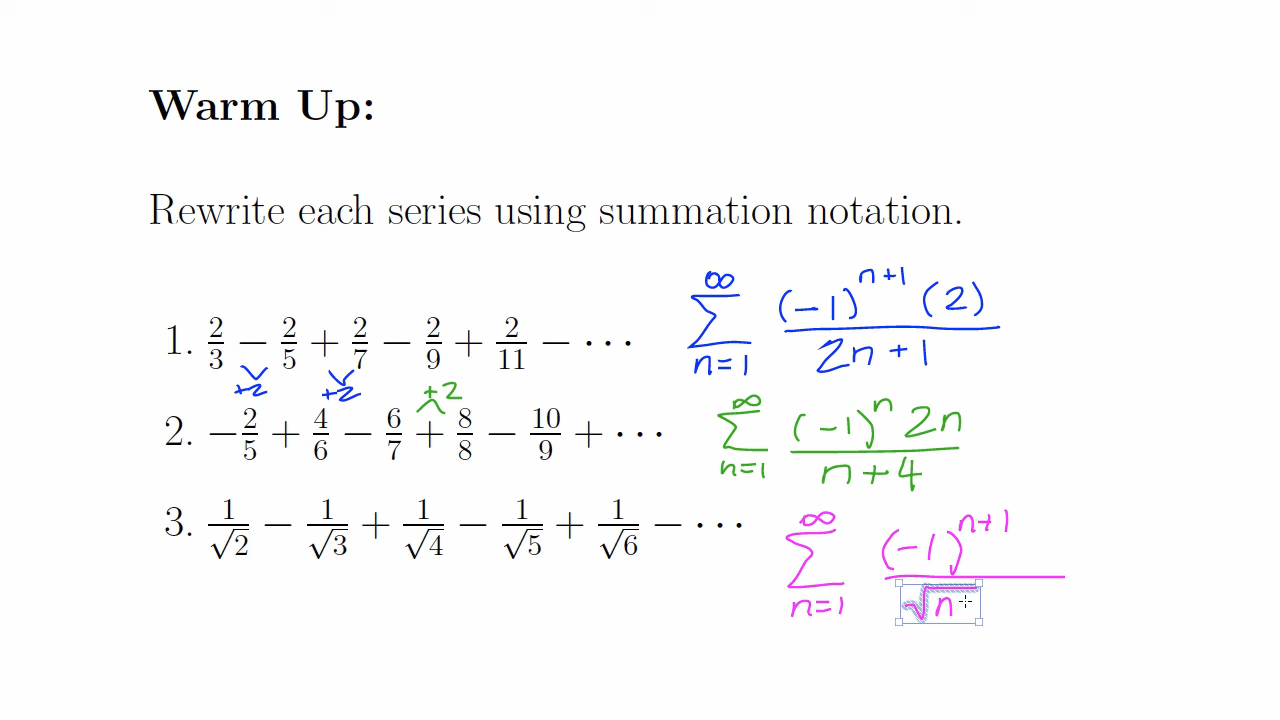 Warm Up:
Rewrite each series using summation notation.
1. 2/3 − 2/5 + 2/7 − 2/9 + 2/11 − ⋯ ∞ ∑ n=1 (−1)^(n+1) (2) / 2n + 1
+2 +2 +2
2. −2/5 + 4/6 − 6/7 + 8/8 − 10/9 + ⋯ ∞ ∑ n=1 (−1)^n 2n / n + 4
3. 1/√2 − 1/√3 + 1/√4 − 1/√5 + 1/√6 − ⋯ ∞ ∑ n=1 (−1)^(n+1) / √n